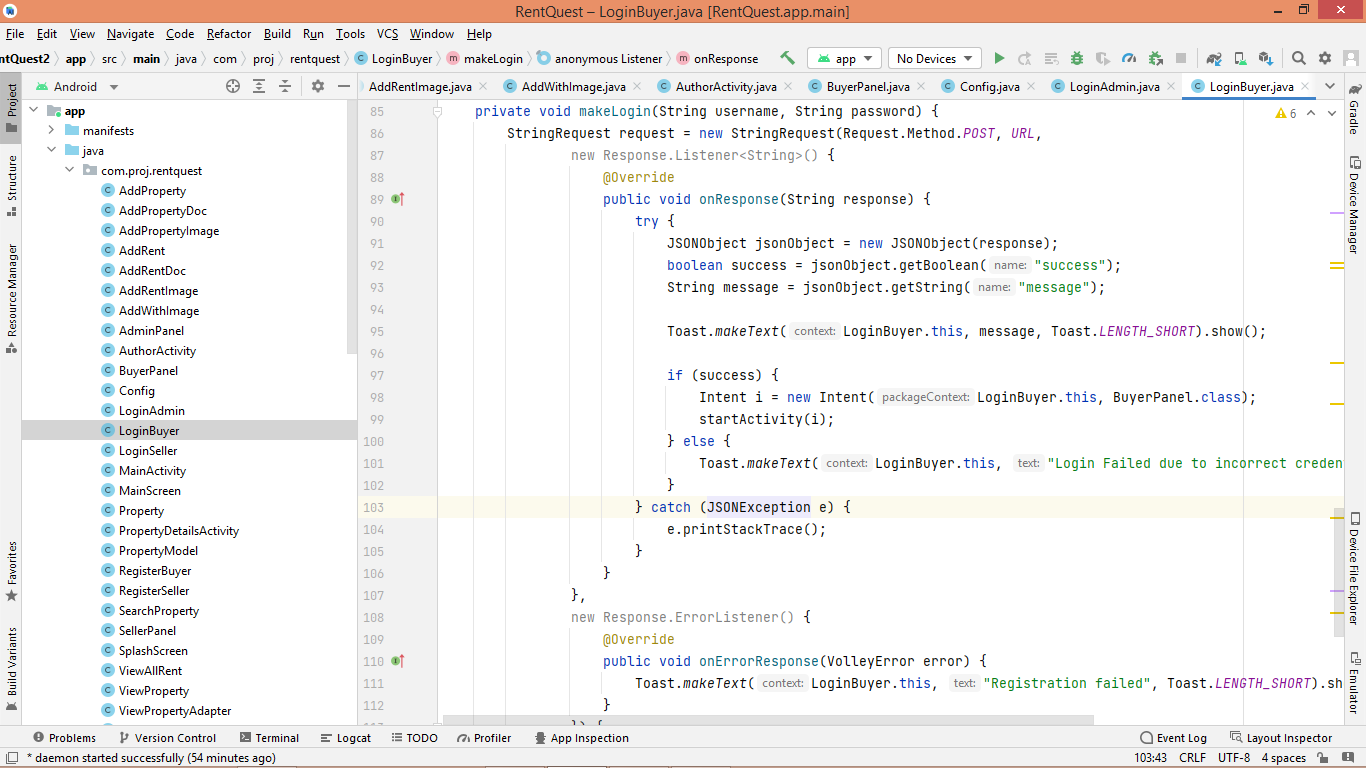 RentQuest – LoginBuyer.java [RentQuest.app.main]
File Edit View Navigate Code Refactor Build Run Tools VCS Window Help
ntQuest2 app src main java com proj rentquest LoginBuyer makeLogin anonymous Listener onResponse app No Devices
Android
AddRentImage.java AddWithImage.java AuthorActivity.java BuyerPanel.java Config.java LoginAdmin.java LoginBuyer.java
Project
Structure
Resource Manager
Favorites
Build Variants
app
manifests
java
com.proj.rentquest
AddProperty
AddPropertyDoc
AddPropertyImage
AddRent
AddRentDoc
AddRentImage
AddWithImage
AdminPanel
AuthorActivity
BuyerPanel
Config
LoginAdmin
LoginBuyer
LoginSeller
MainActivity
MainScreen
Property
PropertyDetailsActivity
PropertyModel
RegisterBuyer
RegisterSeller
SearchProperty
SellerPanel
SplashScreen
ViewAllRent
ViewProperty
ViewPropertyAdapter
6
85 private void makeLogin(String username, String password) {
86 StringRequest request = new StringRequest(Request.Method.POST, URL,
87 new Response.Listener<String>() {
88 @Override
89 public void onResponse(String response) {
90 try {
91 JSONObject jsonObject = new JSONObject(response);
92 boolean success = jsonObject.getBoolean( name: "success");
93 String message = jsonObject.getString( name: "message");
94
95 Toast.makeText( context: LoginBuyer.this, message, Toast.LENGTH_SHORT).show();
96
97 if (success) {
98 Intent i = new Intent( packageContext: LoginBuyer.this, BuyerPanel.class);
99 startActivity(i);
100 } else {
101 Toast.makeText( context: LoginBuyer.this, text: "Login Failed due to incorrect creden
102 }
103 } catch (JSONException e) {
104 e.printStackTrace();
105 }
106 }
107 },
108 new Response.ErrorListener() {
109 @Override
110 public void onErrorResponse(VolleyError error) {
111 Toast.makeText( context: LoginBuyer.this, text: "Registration failed", Toast.LENGTH_SHORT).sh
112 }
}) {
Gradle
Device Manager
Device File Explorer
Emulator
Problems Version Control Terminal Logcat TODO Profiler App Inspection Event Log Layout Inspector
* daemon started successfully (54 minutes ago) 103:43 CRLF UTF-8 4 spaces